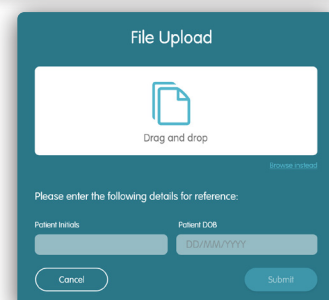 File Upload
Drag and drop
Browse instead
Please enter the following details for reference:
Patient Initials Patient DOB
DD/MM/YYYY
Cancel Submit